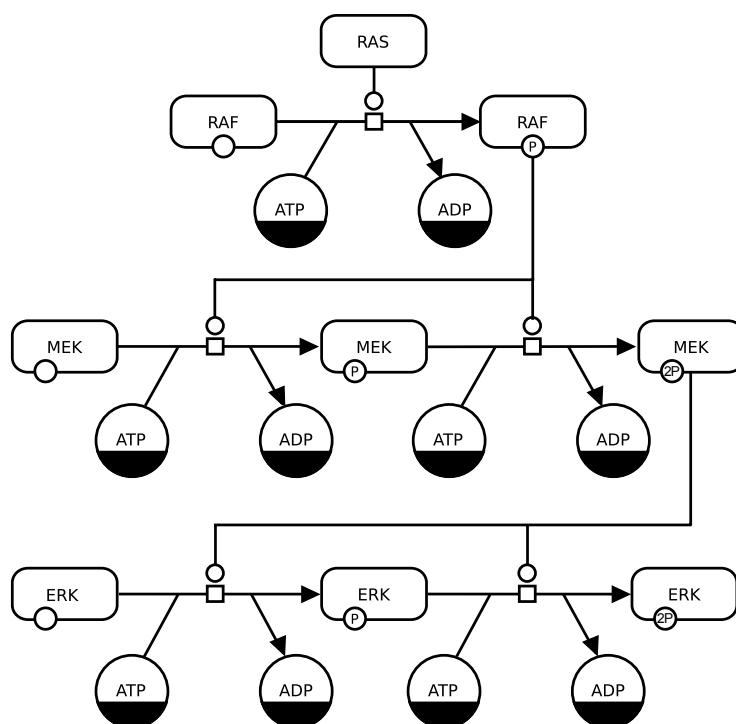 RAS
RAF
RAF
P
ATP
ADP
MEK
MEK
MEK
P
2P
ATP
ADP
ATP
ADP
ERK
ERK
ERK
P
2P
ATP
ADP
ATP
ADP